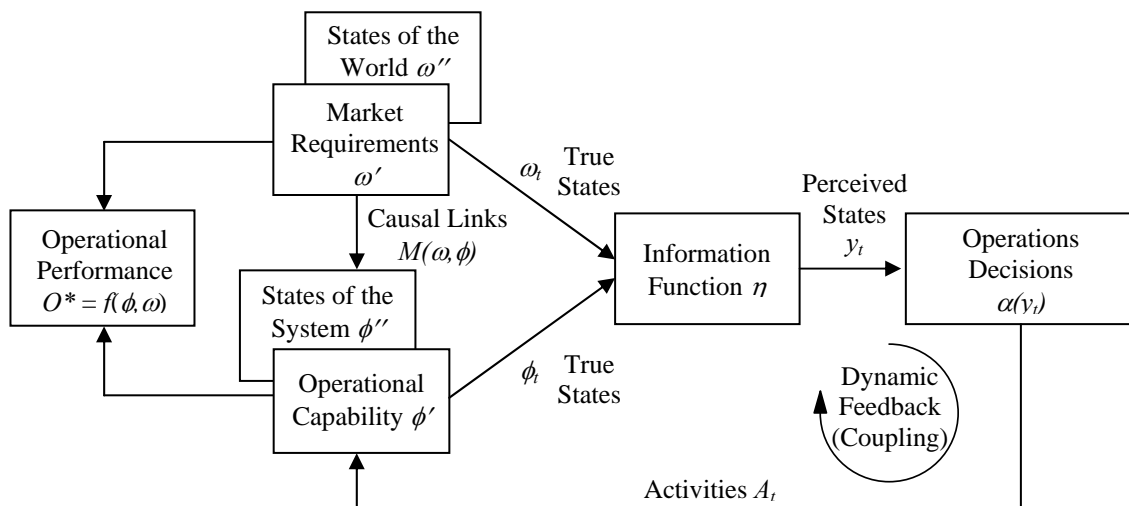 States of the
World ω″
Market
Requirements
ω′
ωt True
States
Perceived
States
yt
Causal Links
M(ω,ϕ)
Operational
Performance
O* = f(ϕ,ω)
Information
Function η
Operations
Decisions
α(yt)
States of the
System ϕ″
Operational
Capability ϕ′
ϕt True
States
Dynamic
Feedback
(Coupling)
Activities At